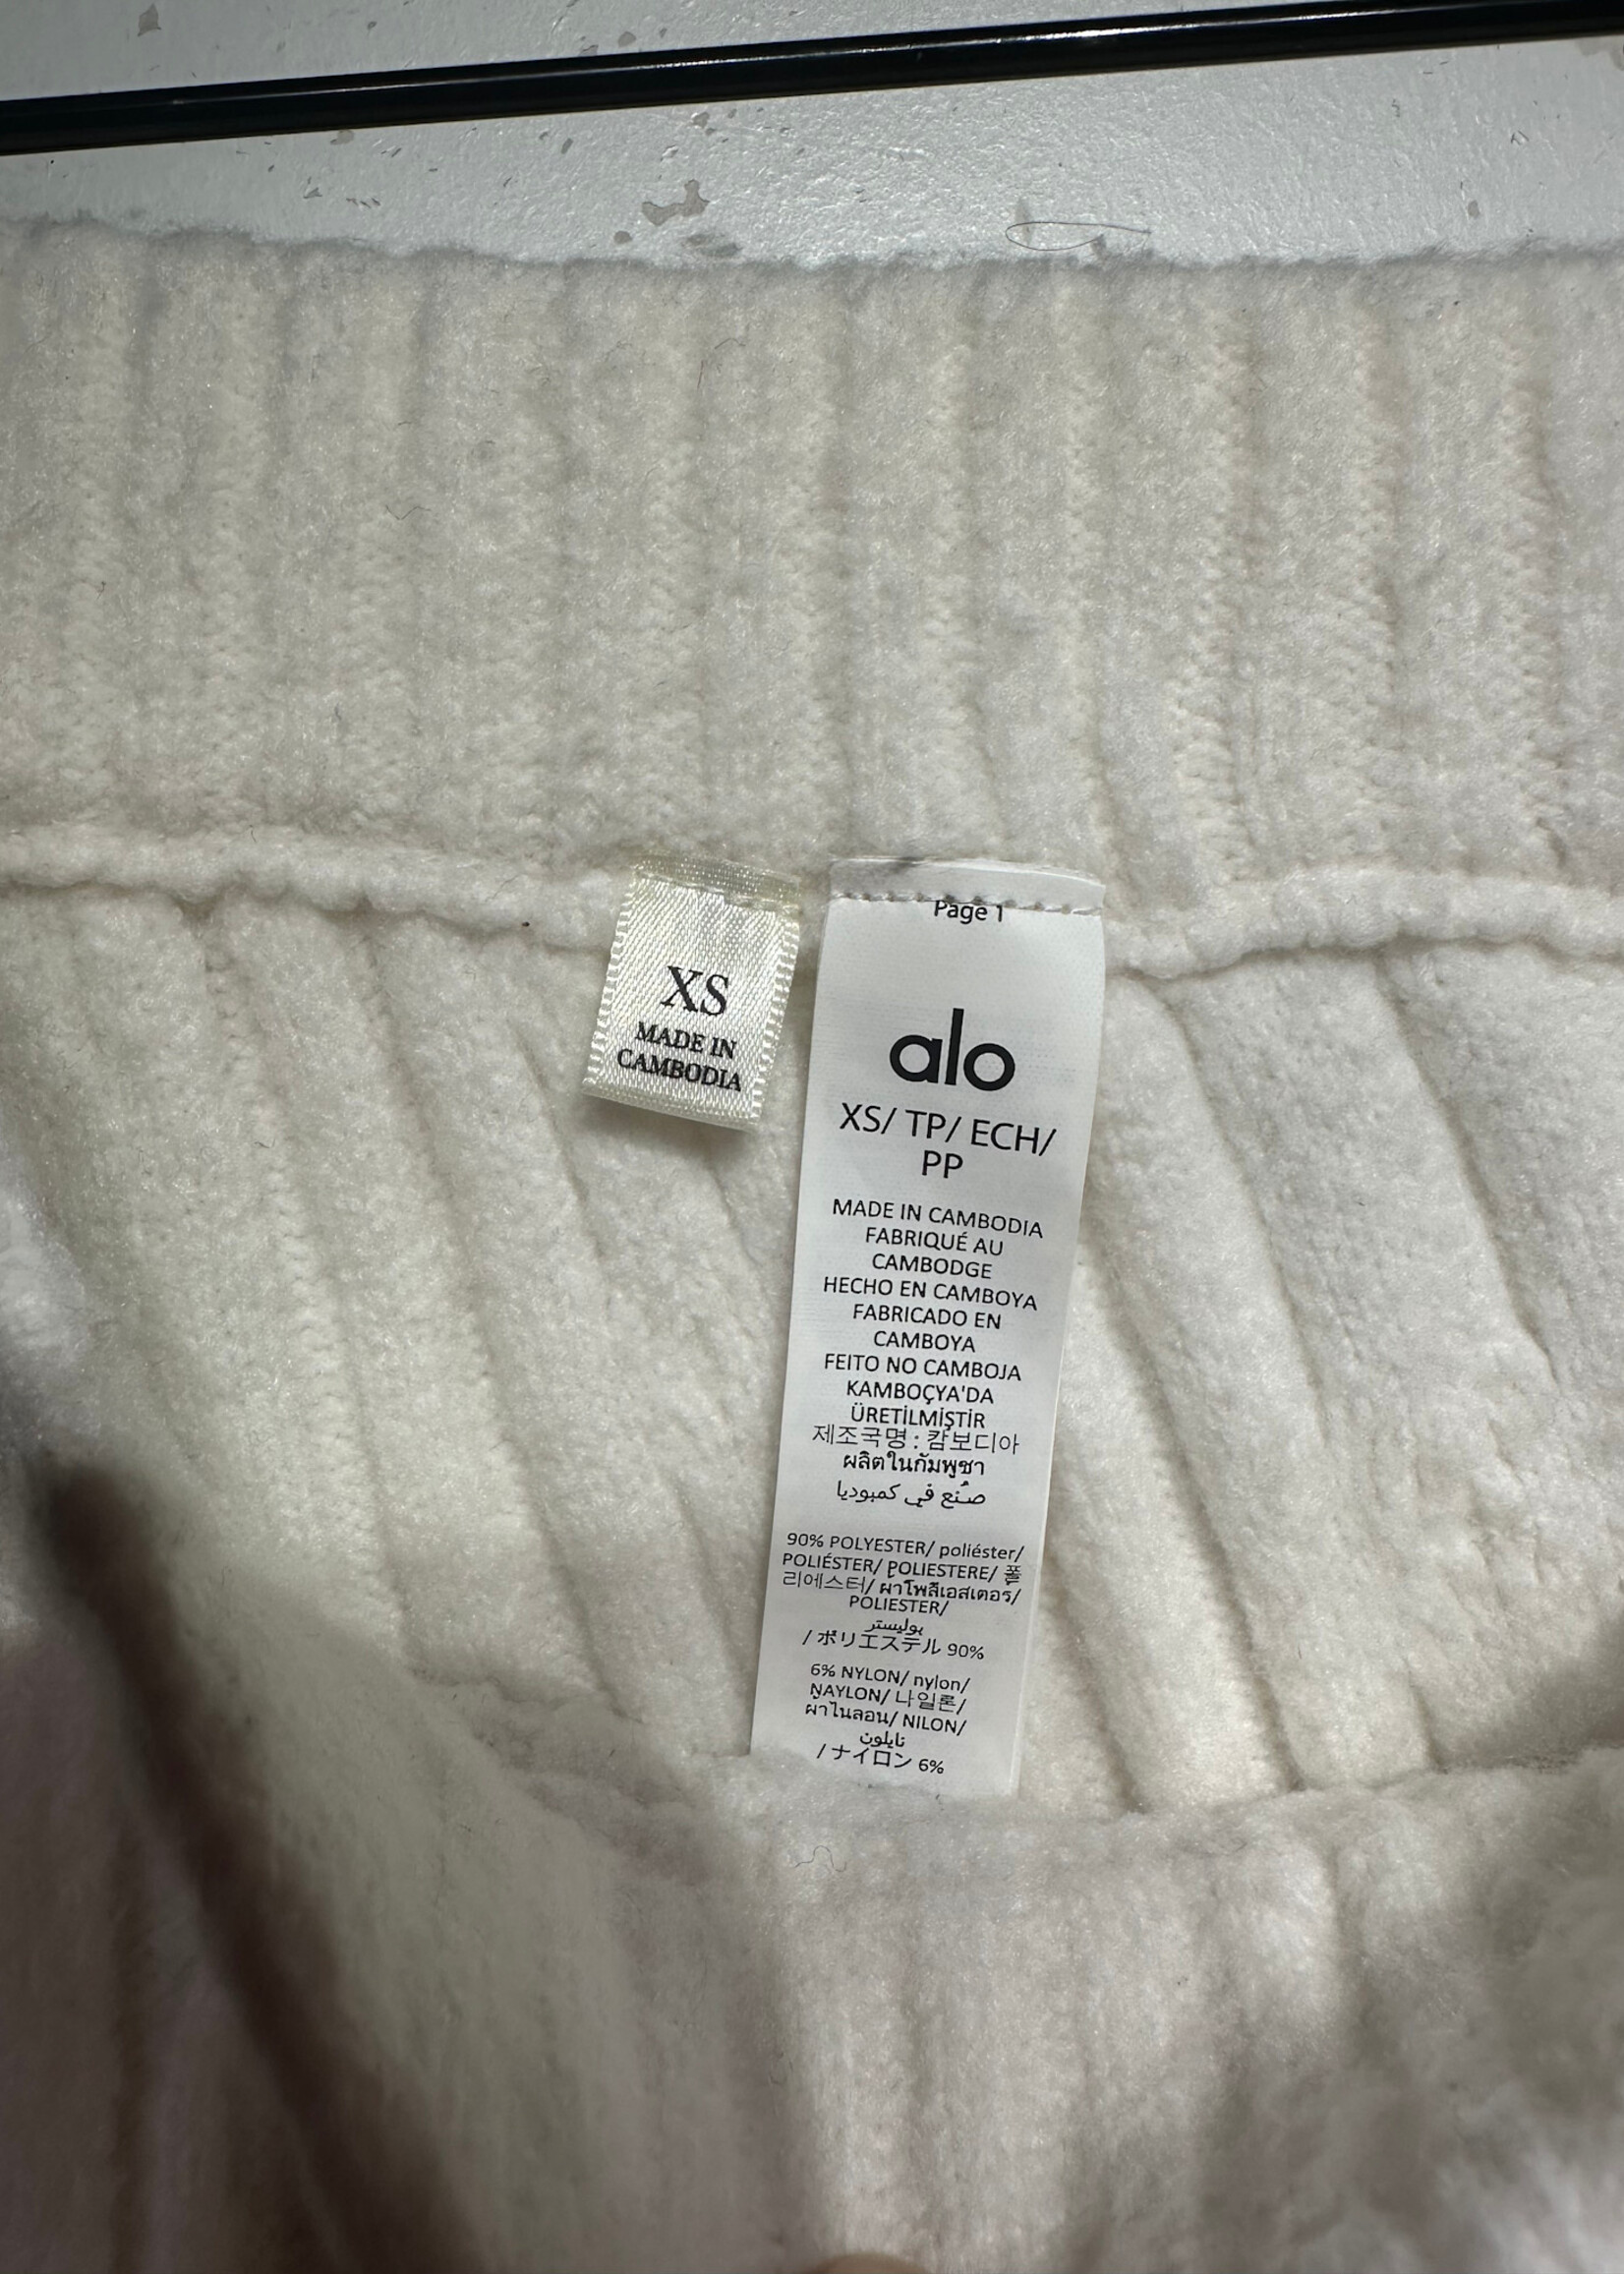 XS
MADE IN
CAMBODIA
Page 1
alo
XS/ TP/ ECH/
PP
MADE IN CAMBODIA
FABRIQUÉ AU
CAMBODGE
HECHO EN CAMBOYA
FABRICADO EN
CAMBOYA
FEITO NO CAMBOJA
KAMBOÇYA'DA
ÜRETİLMİŞTİR
제조국명 : 캄보디아
ผลิตในกัมพูชา
صُنع في كمبوديا
90% POLYESTER/ poliéster/
POLIÉSTER/ POLIESTERE/ 폴
리에스터/ ผ้าโพลีเอสเตอร์/
POLIESTER/
بوليستر
/ ポリエステル 90%
6% NYLON/ nylon/
NAYLON/ 나일론/
ผ้าไนลอน/ NILON/
نايلون
/ ナイロン 6%